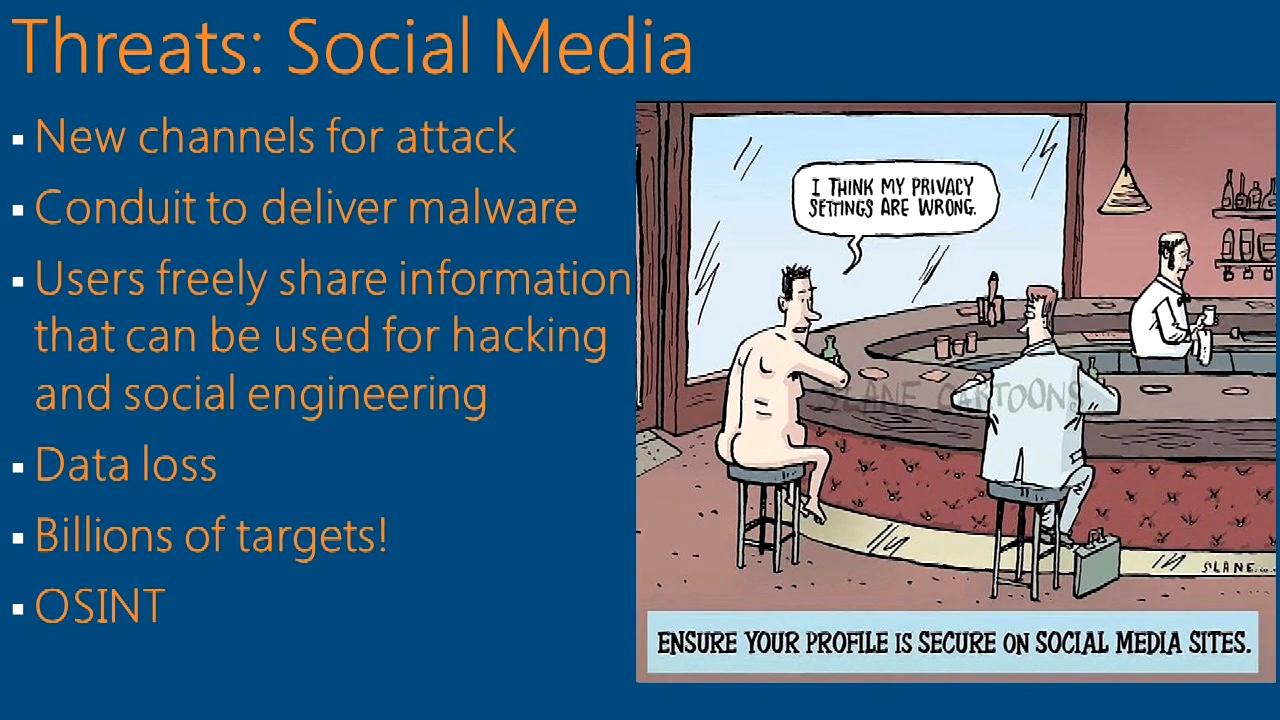 Threats: Social Media
▪ New channels for attack
▪ Conduit to deliver malware
▪ Users freely share information
that can be used for hacking
and social engineering
▪ Data loss
▪ Billions of targets!
▪ OSINT
I THINK MY PRIVACY
SETTINGS ARE WRONG.
SLANE CARTOONS
SLANE...
ENSURE YOUR PROFILE IS SECURE ON SOCIAL MEDIA SITES.